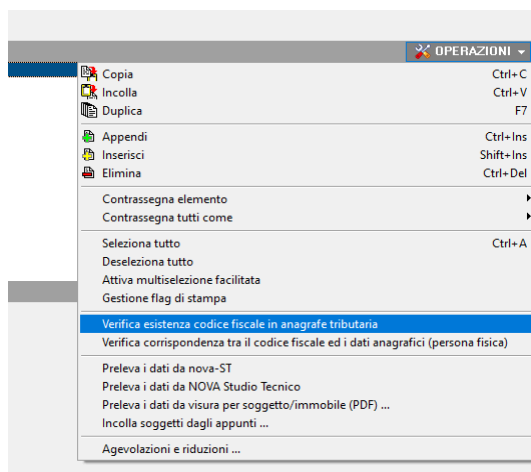 OPERAZIONI
Copia Ctrl+C
Incolla Ctrl+V
Duplica F7
Appendi Ctrl+Ins
Inserisci Shift+Ins
Elimina Ctrl+Del
Contrassegna elemento
Contrassegna tutti come
Seleziona tutto Ctrl+A
Deseleziona tutto
Attiva multiselezione facilitata
Gestione flag di stampa
Verifica esistenza codice fiscale in anagrafe tributaria
Verifica corrispondenza tra il codice fiscale ed i dati anagrafici (persona fisica)
Preleva i dati da nova-ST
Preleva i dati da NOVA Studio Tecnico
Preleva i dati da visura per soggetto/immobile (PDF) ...
Incolla soggetti dagli appunti ...
Agevolazioni e riduzioni ...